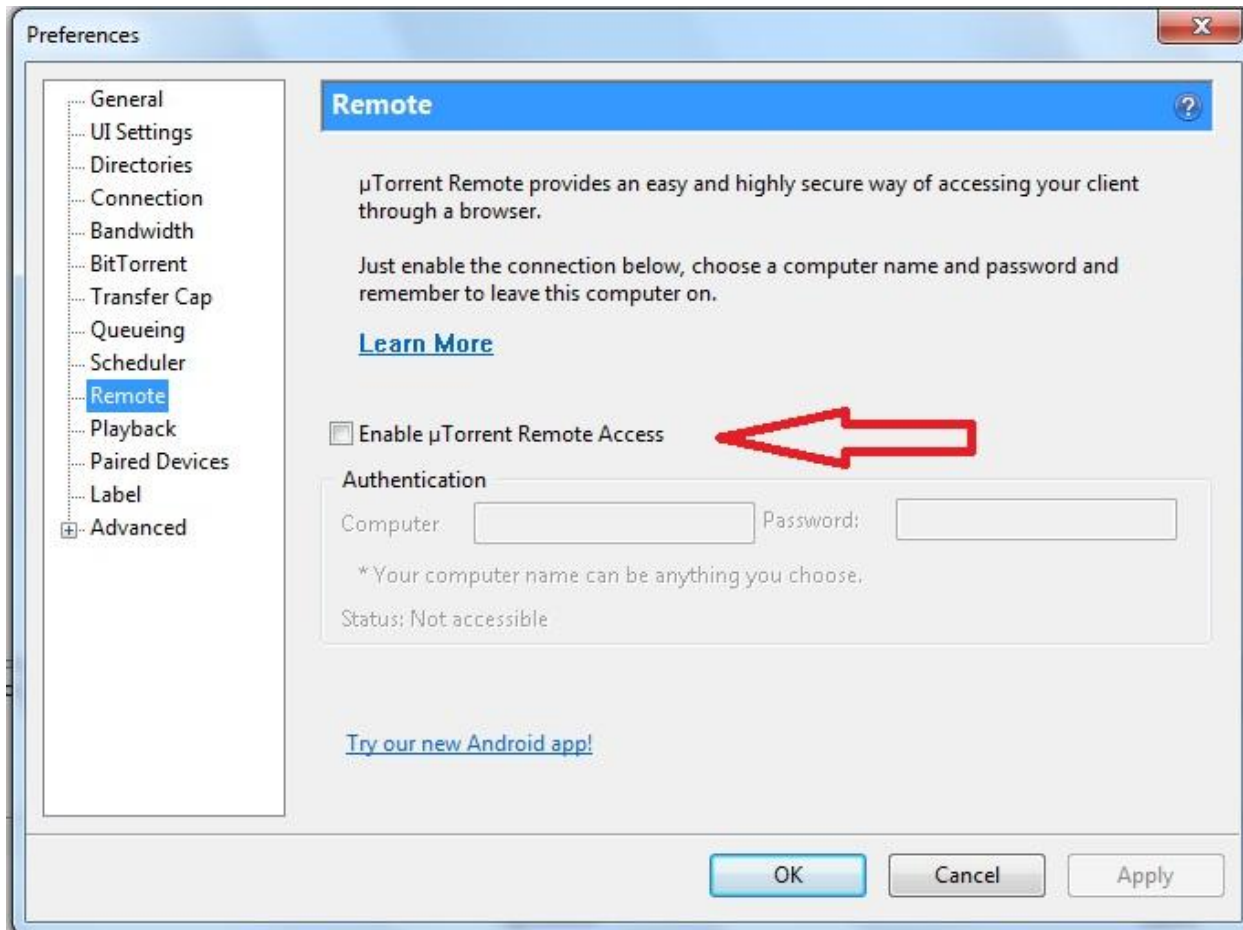 Preferences
General
UI Settings
Directories
Connection
Bandwidth
BitTorrent
Transfer Cap
Queueing
Scheduler
Remote
Playback
Paired Devices
Label
Advanced
Remote
µTorrent Remote provides an easy and highly secure way of accessing your client
through a browser.
Just enable the connection below, choose a computer name and password and
remember to leave this computer on.
Learn More
Enable µTorrent Remote Access
Authentication
Computer Password:
* Your computer name can be anything you choose.
Status: Not accessible
Try our new Android app!
OK Cancel Apply